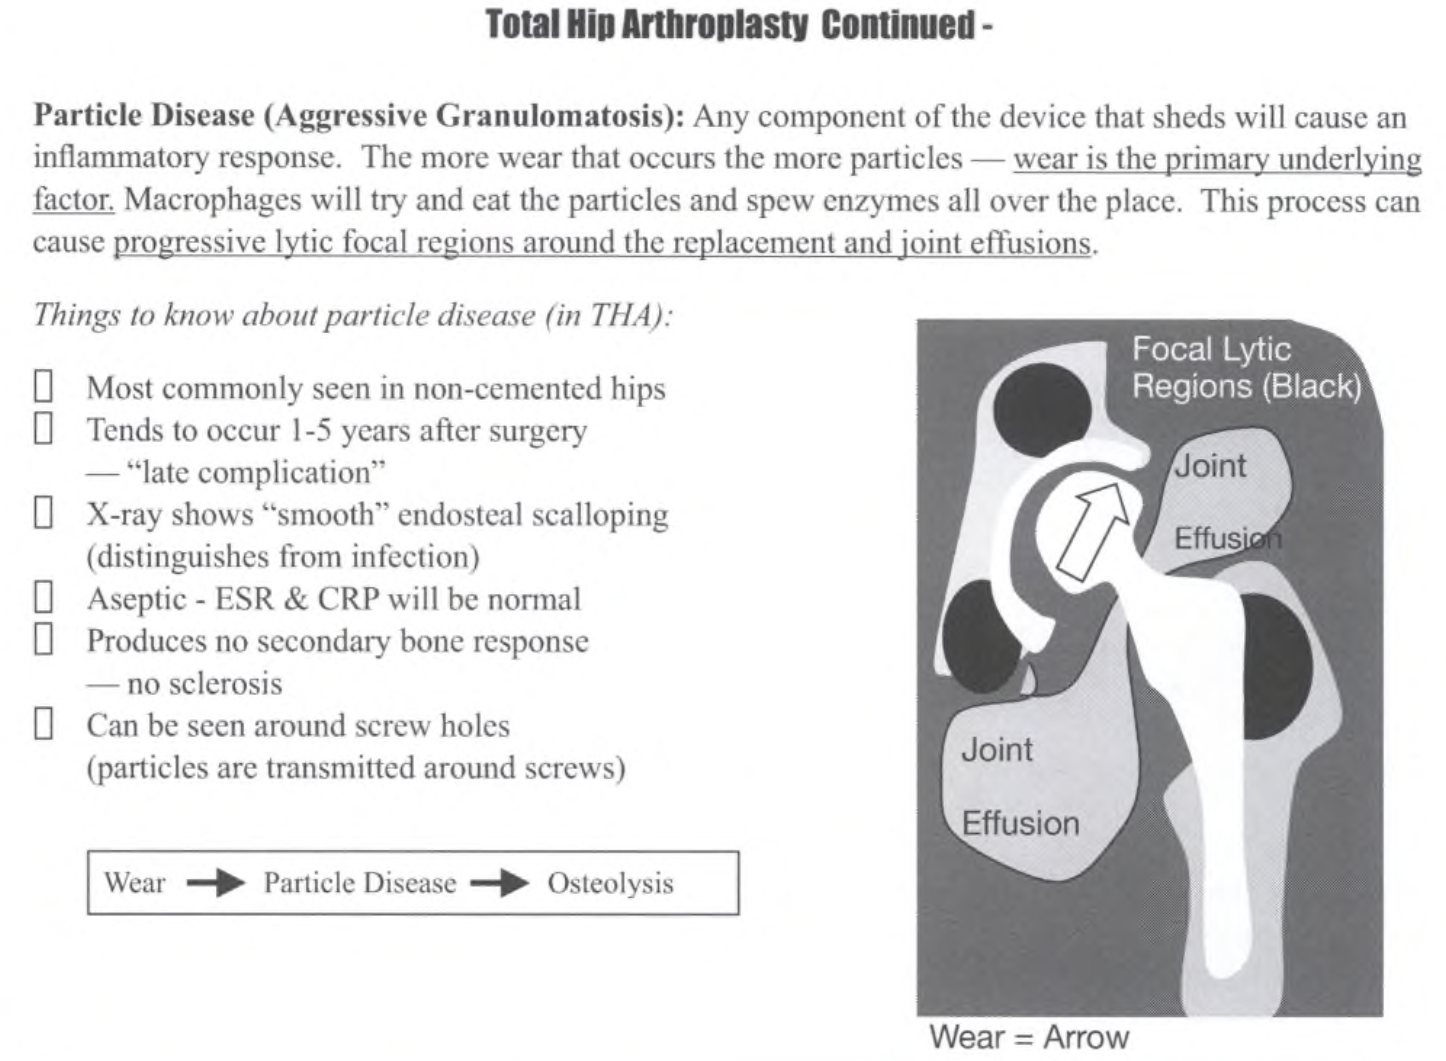 Total Hip Arthroplasty Continued -
Particle Disease (Aggressive Granulomatosis): Any component of the device that sheds will cause an
inflammatory response. The more wear that occurs the more particles — wear is the primary underlying
factor. Macrophages will try and eat the particles and spew enzymes all over the place. This process can
cause progressive lytic focal regions around the replacement and joint effusions.
Things to know about particle disease (in THA):
Most commonly seen in non-cemented hips
Tends to occur 1-5 years after surgery
— “late complication”
X-ray shows “smooth” endosteal scalloping
(distinguishes from infection)
Aseptic - ESR & CRP will be normal
Produces no secondary bone response
— no sclerosis
Can be seen around screw holes
(particles are transmitted around screws)
Wear → Particle Disease → Osteolysis
Focal Lytic
Regions (Black)
Joint
Effusion
Joint
Effusion
Wear = Arrow